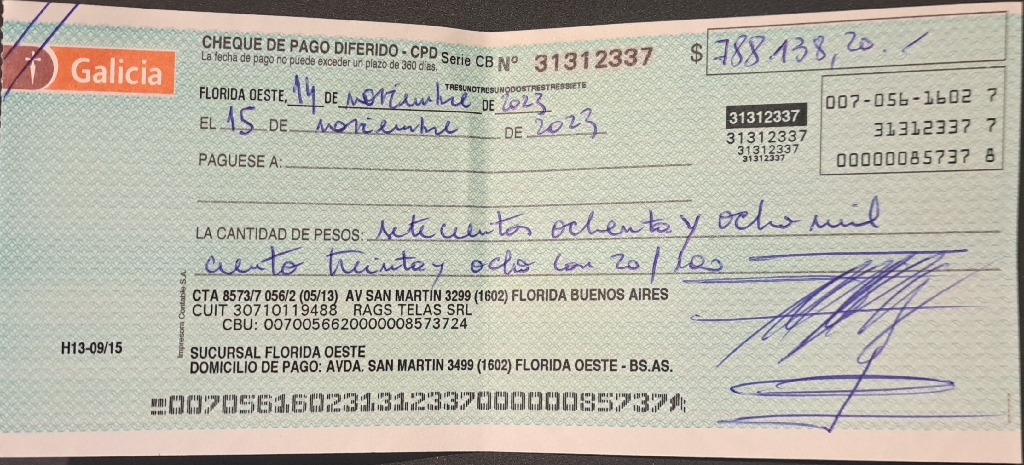 Galicia
CHEQUE DE PAGO DIFERIDO - CPD Serie CB Nº 31312337
La fecha de pago no puede exceder un plazo de 360 días.
$ 788.138,20.-
TRESUNOTRESUNODOSTRESTRESSIETE
FLORIDA OESTE, 14 DE noviembre DE 2023
EL 15 DE noviembre DE 2023
PAGUESE A:
31312337
31312337
31312337
31312337
007-056-1602 7
31312337 7
00000085737 8
LA CANTIDAD DE PESOS: setecientos ochenta y ocho mil
ciento treinta y ocho con 20/100
CTA 8573/7 056/2 (05/13) AV SAN MARTIN 3299 (1602) FLORIDA BUENOS AIRES
CUIT 30710119488 RAGS TELAS SRL
CBU: 0070056620000008573724
Impresora Contable S.A.
H13-09/15
SUCURSAL FLORIDA OESTE
DOMICILIO DE PAGO: AVDA. SAN MARTIN 3499 (1602) FLORIDA OESTE - BS.AS.
00705616023131233700000085737